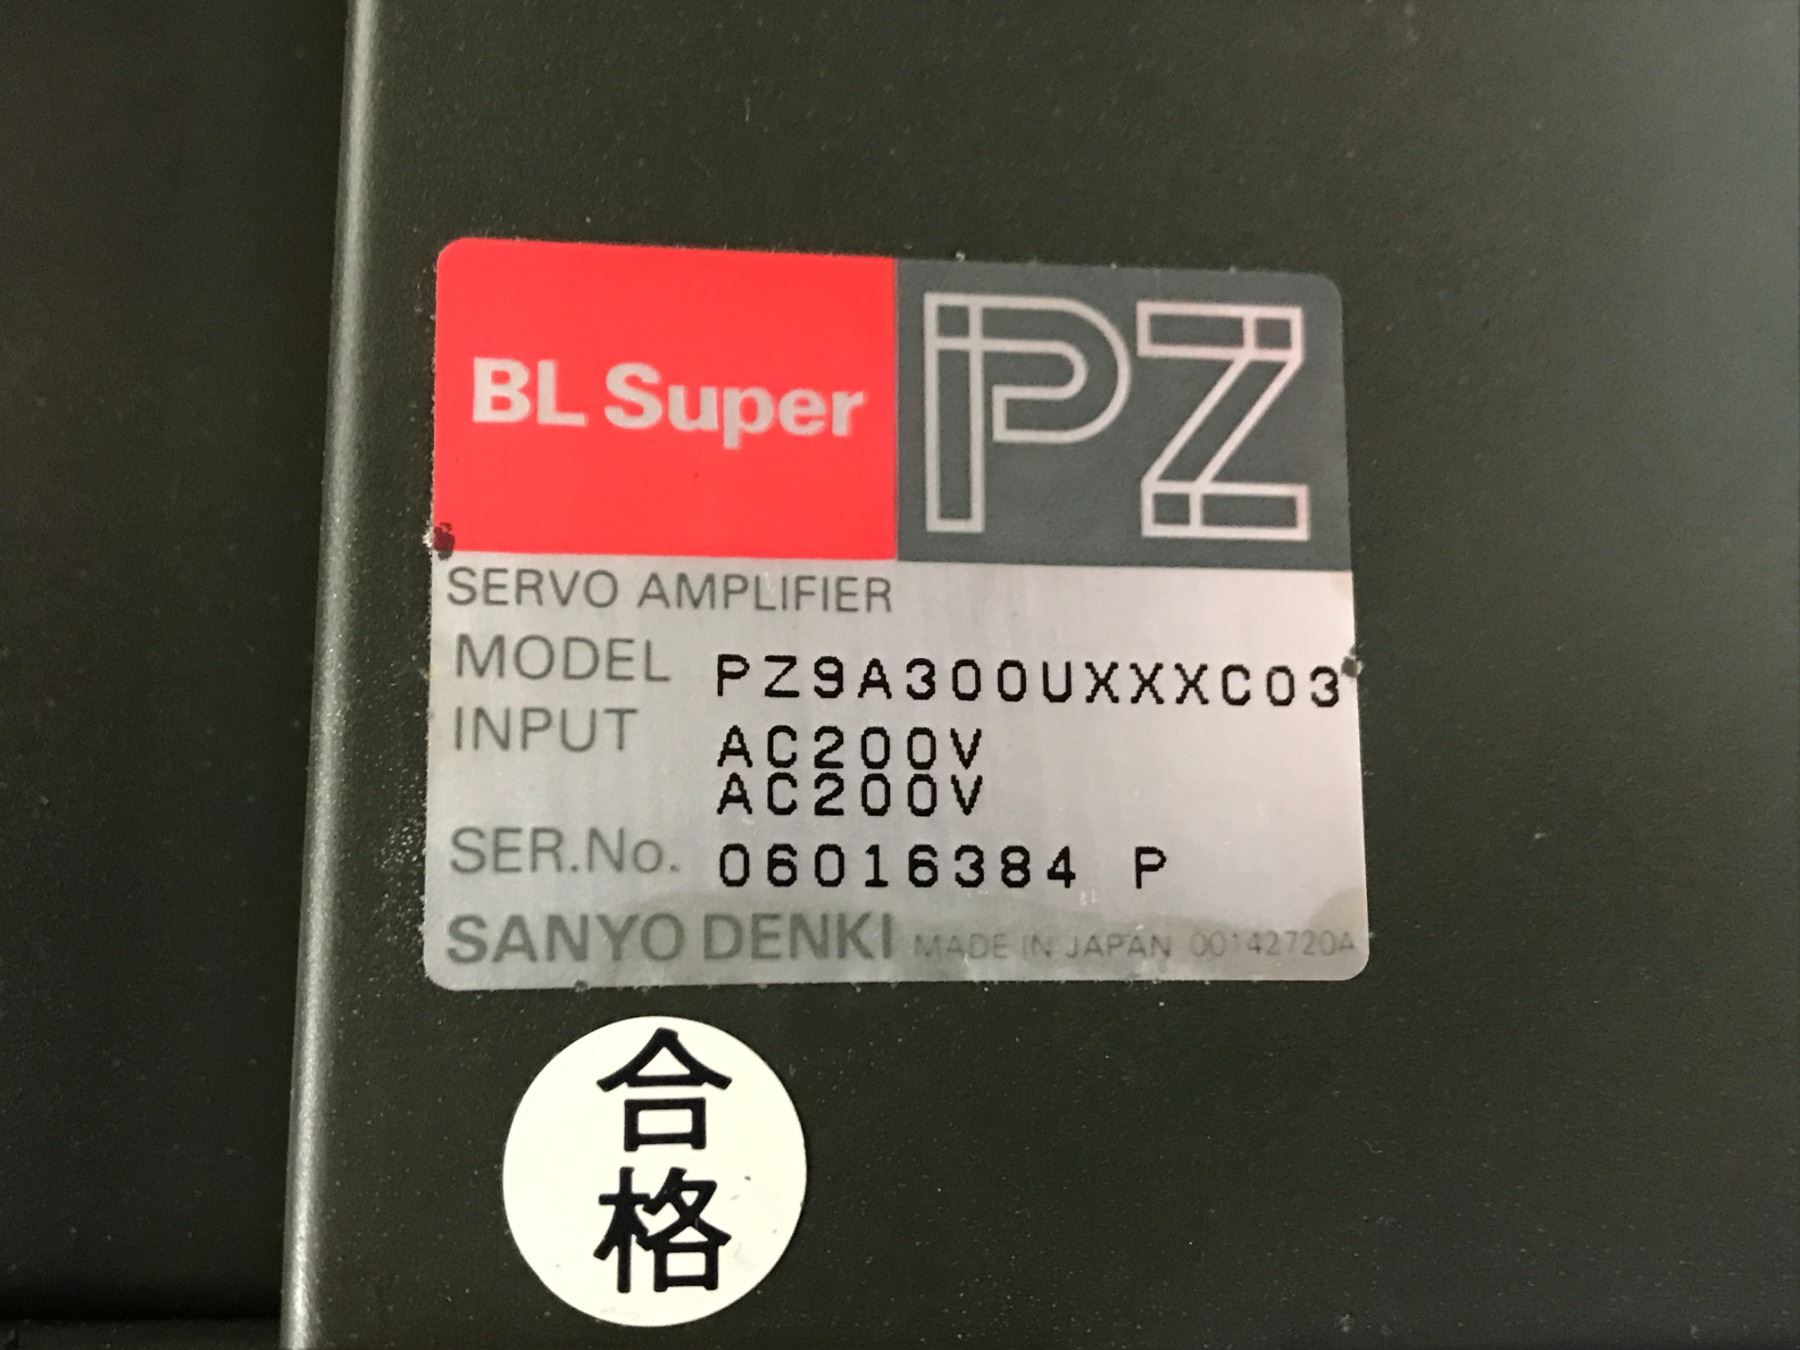 BL Super PZ
SERVO AMPLIFIER
MODEL PZ9A300UXXXC03
INPUT AC200V
AC200V
SER.No. 06016384 P
SANYO DENKI MADE IN JAPAN 00142720A
合
格